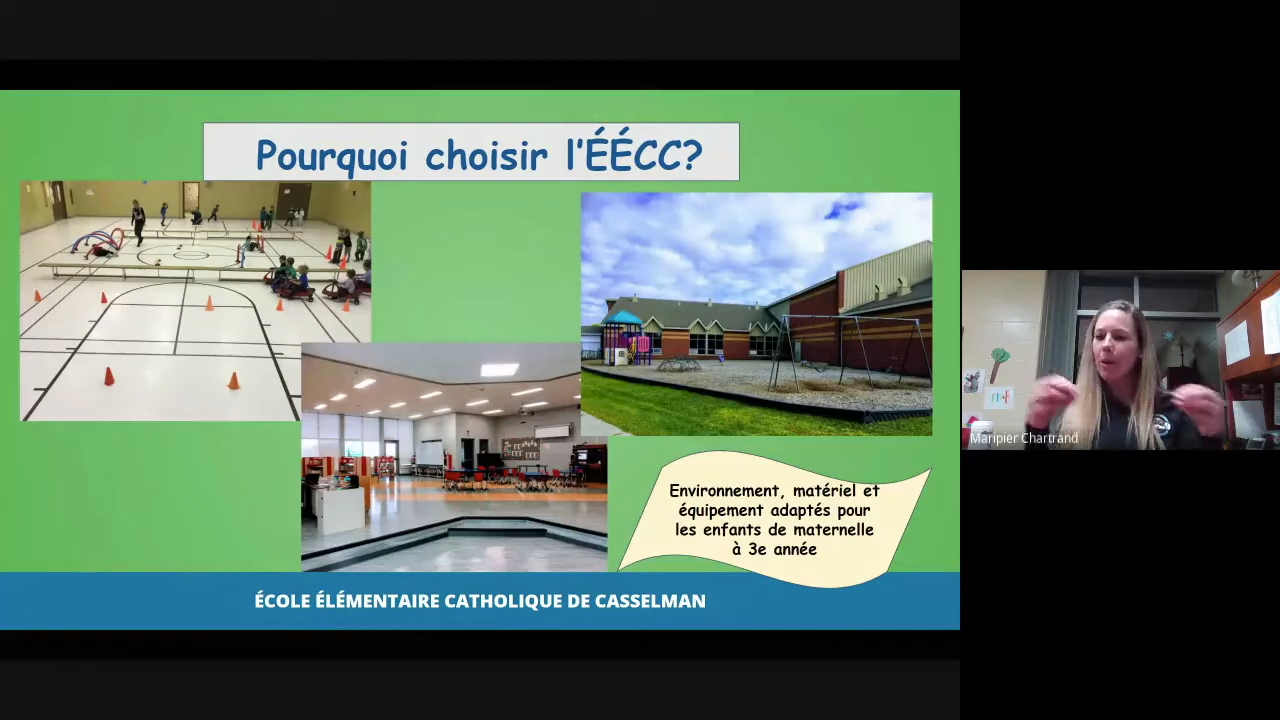 Pourquoi choisir l'ÉÉCC?
Environnement, matériel et
équipement adaptés pour
les enfants de maternelle
à 3e année
ÉCOLE ÉLÉMENTAIRE CATHOLIQUE DE CASSELMAN
Maripier Chartrand